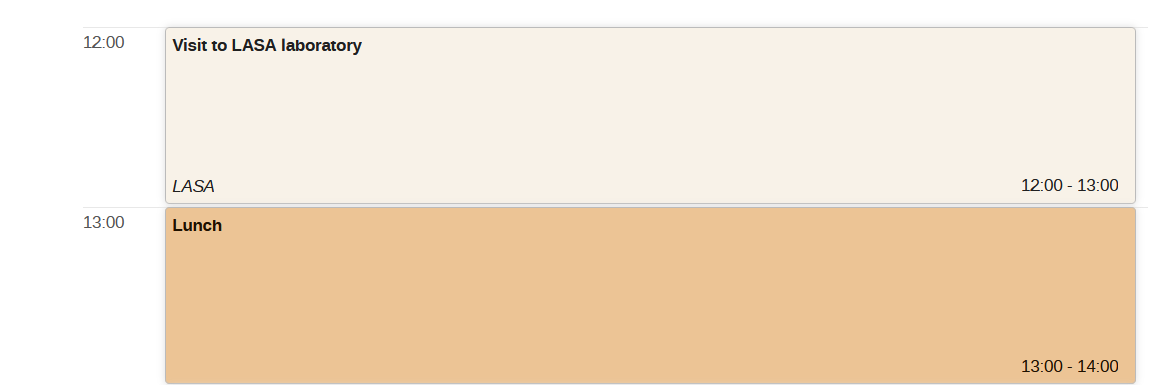 12:00
Visit to LASA laboratory
LASA
12:00 - 13:00
13:00
Lunch
13:00 - 14:00